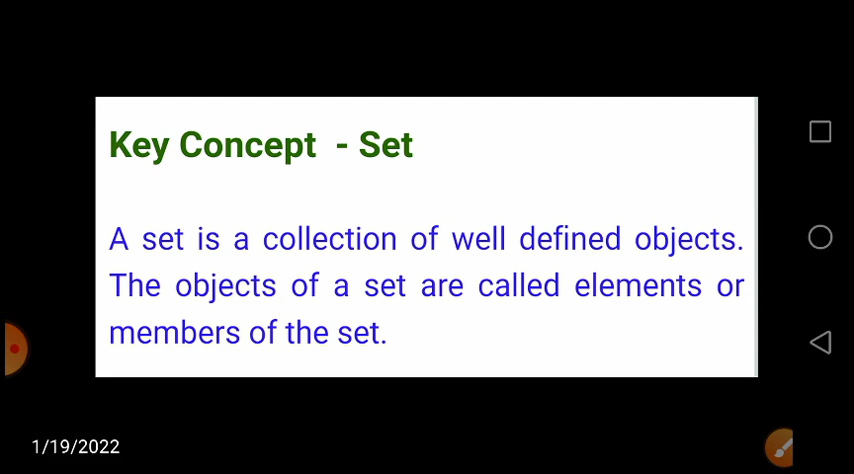 Key Concept - Set
A set is a collection of well defined objects.
The objects of a set are called elements or
members of the set.
1/19/2022